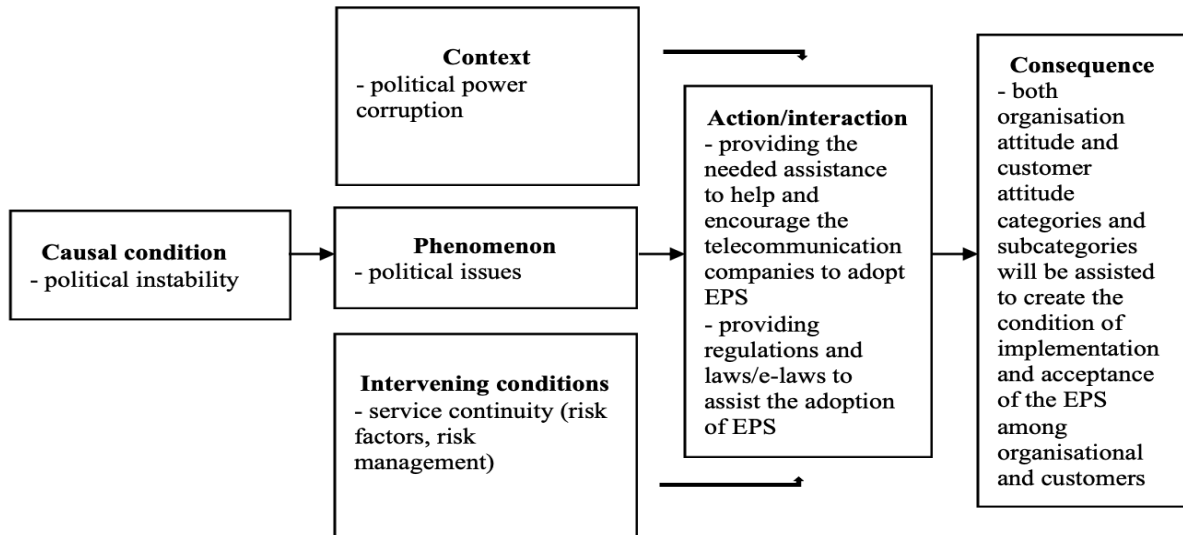 Context
- political power
corruption
Causal condition
- political instability
Phenomenon
- political issues
Intervening conditions
- service continuity (risk
factors, risk
management)
Action/interaction
- providing the
needed assistance
to help and
encourage the
telecommunication
companies to adopt
EPS
- providing
regulations and
laws/e-laws to
assist the adoption
of EPS
Consequence
- both
organisation
attitude and
customer
attitude
categories and
subcategories
will be assisted
to create the
condition of
implementation
and acceptance
of the EPS
among
organisational
and customers